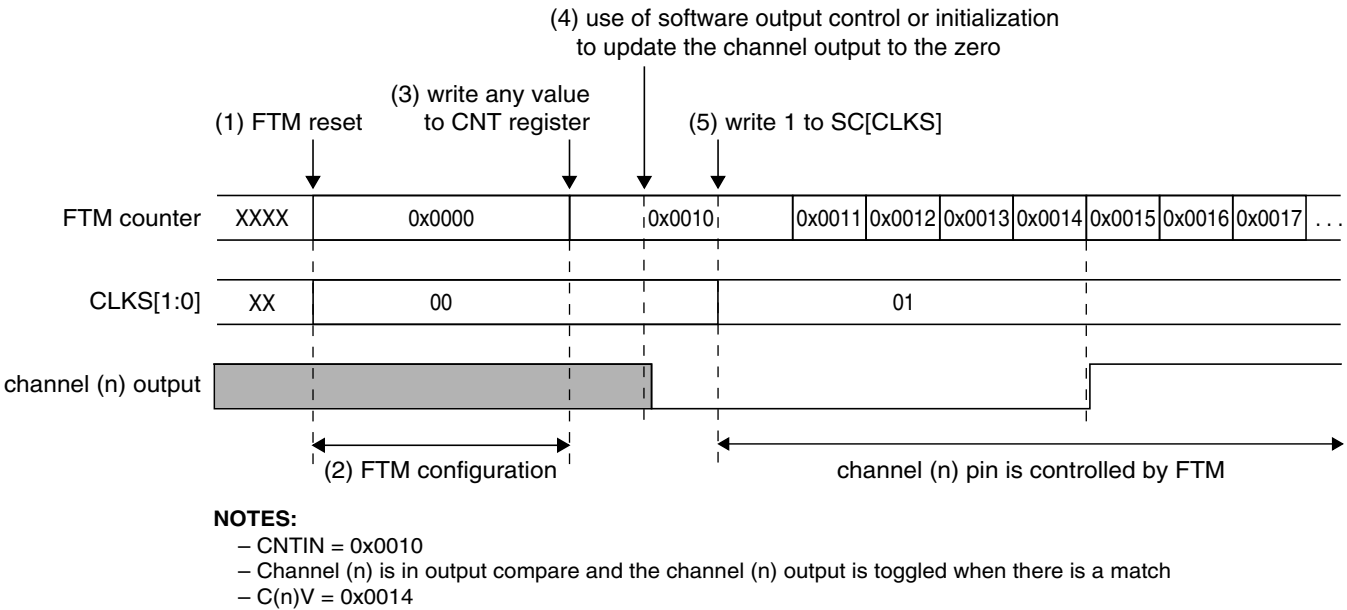 (4) use of software output control or initialization
to update the channel output to the zero
(3) write any value
to CNT register
(1) FTM reset
(5) write 1 to SC[CLKS]
FTM counter XXXX 0x0000 0x0010 0x0011 0x0012 0x0013 0x0014 0x0015 0x0016 0x0017 . . .
CLKS[1:0] XX 00 01
channel (n) output
(2) FTM configuration
channel (n) pin is controlled by FTM
NOTES:
– CNTIN = 0x0010
– Channel (n) is in output compare and the channel (n) output is toggled when there is a match
– C(n)V = 0x0014